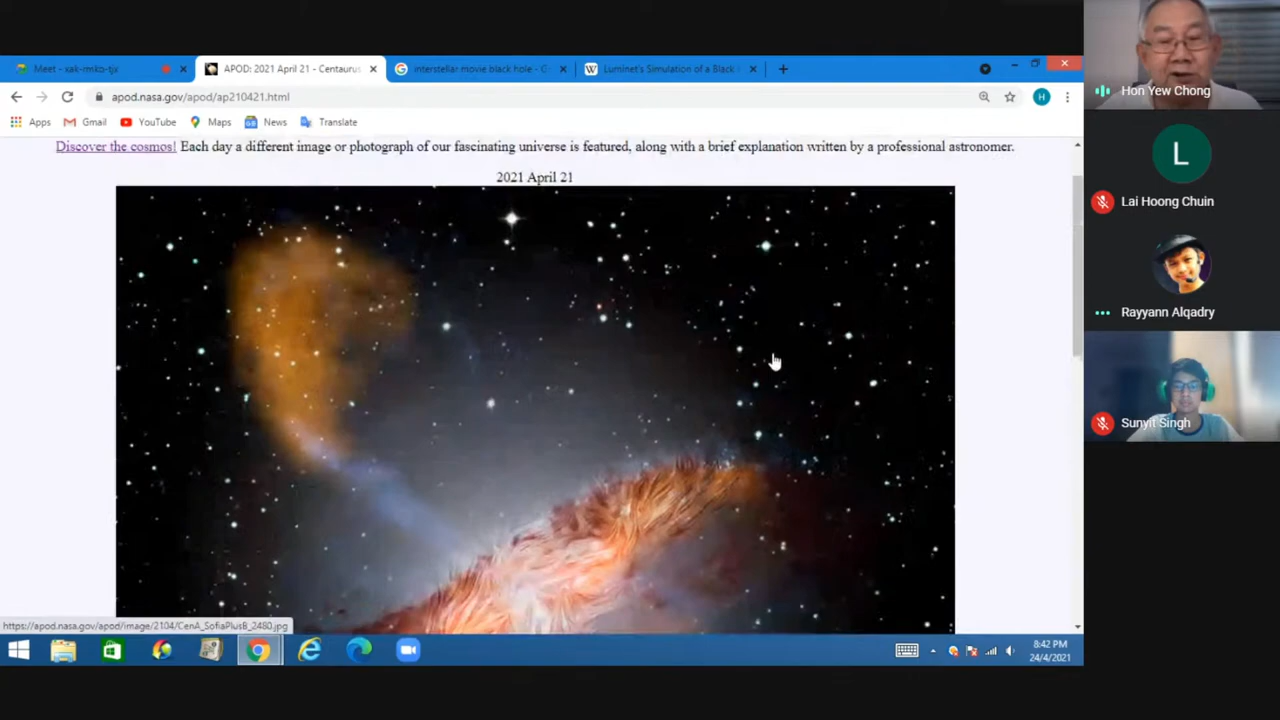 Meet - xak-miko-tjx
APOD: 2021 April 21 - Centaurus
interstellar movie black hole - G
Luminet's Simulation of a Black
apod.nasa.gov/apod/ap210421.html
H
Apps
Gmail
YouTube
Maps
News
Translate
Discover the cosmos! Each day a different image or photograph of our fascinating universe is featured, along with a brief explanation written by a professional astronomer.
2021 April 21
https://apod.nasa.gov/apod/image/2104/CenA_SofiaPlusB_2480.jpg
8:42 PM
24/4/2021
Hon Yew Chong
L
Lai Hoong Chuin
Rayyann Alqadry
Sunyit Singh